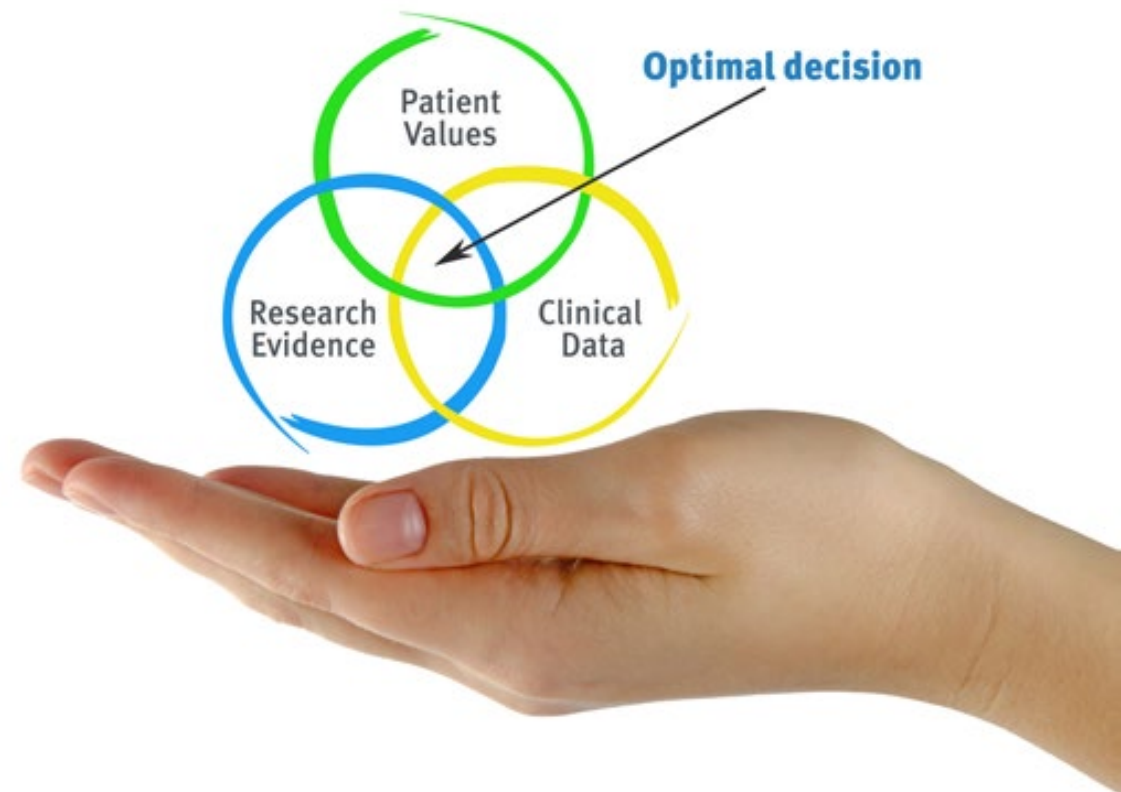 Optimal decision
Patient
Values
Research
Evidence
Clinical
Data